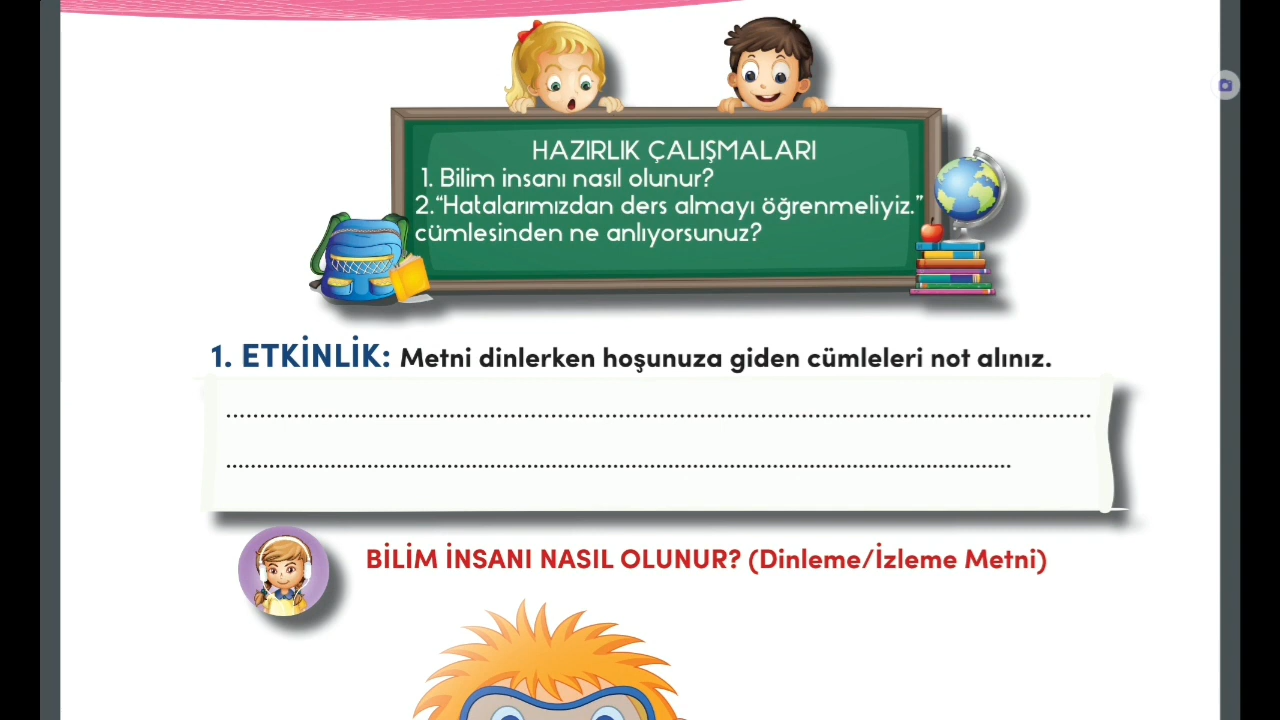 HAZIRLIK ÇALIŞMALARI
1. Bilim insanı nasıl olunur?
2.“Hatalarımızdan ders almayı öğrenmeliyiz.”
cümlesinden ne anlıyorsunuz?
1. ETKİNLİK: Metni dinlerken hoşunuza giden cümleleri not alınız.
BİLİM İNSANI NASIL OLUNUR? (Dinleme/İzleme Metni)